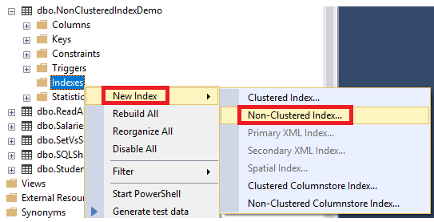 dbo.NonClusteredIndexDemo
Columns
Keys
Constraints
Triggers
Indexes
Statistic
dbo.ReadA
dbo.Salarie
dbo.SetVsS
dbo.SQLSh
dbo.Studen
Views
External Resour
Synonyms
New Index
Rebuild All
Reorganize All
Disable All
Filter
Start PowerShell
Generate test data
Clustered Index...
Non-Clustered Index...
Primary XML Index...
Secondary XML Index...
Spatial Index...
Clustered Columnstore Index...
Non-Clustered Columnstore Index...